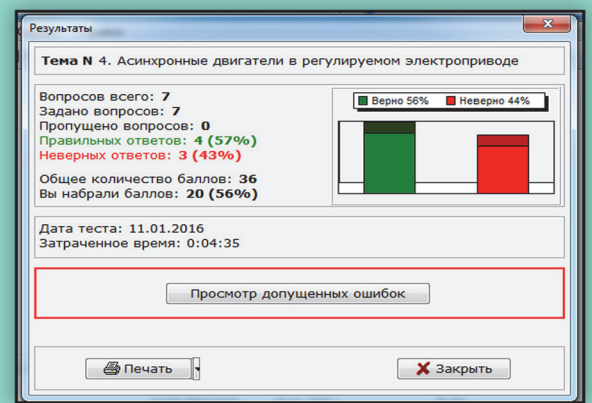 Результаты
Тема N 4. Асинхронные двигатели в регулируемом электроприводе
Вопросов всего: 7
Задано вопросов: 7
Пропущено вопросов: 0
Правильных ответов: 4 (57%)
Неверных ответов: 3 (43%)
Общее количество баллов: 36
Вы набрали баллов: 20 (56%)
Верно 56% Неверно 44%
Дата теста: 11.01.2016
Затраченное время: 0:04:35
Просмотр допущенных ошибок
Печать
Закрыть